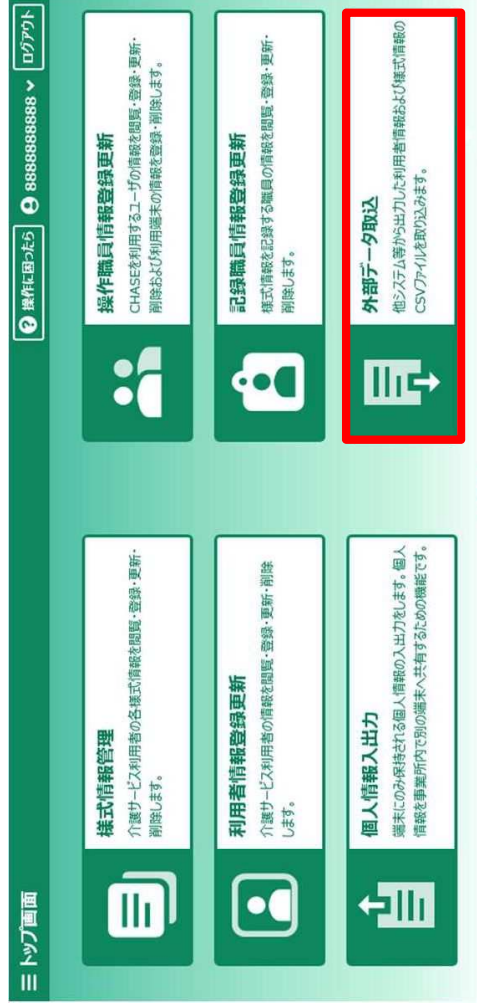 トップ画面
操作に困ったら
8888888888
ログアウト
様式情報管理
介護サービス利用者の各様式情報を閲覧・登録・更新・
削除します。
操作職員情報登録更新
CHASEを利用するユーザの情報を閲覧・登録・更新・
削除および利用端末の情報を登録・削除します。
利用者情報登録更新
介護サービス利用者の情報を閲覧・登録・更新・削除
します。
記録職員情報登録更新
様式情報を記録する職員の情報を閲覧・登録・更新・
削除します。
個人情報入出力
端末にのみ保持される個人情報の入出力をします。個人
情報を事業所内で別の端末へ共有するための機能です。
外部データ取込
他システム等から出力した利用者情報および様式情報の
CSVファイルを取り込みます。